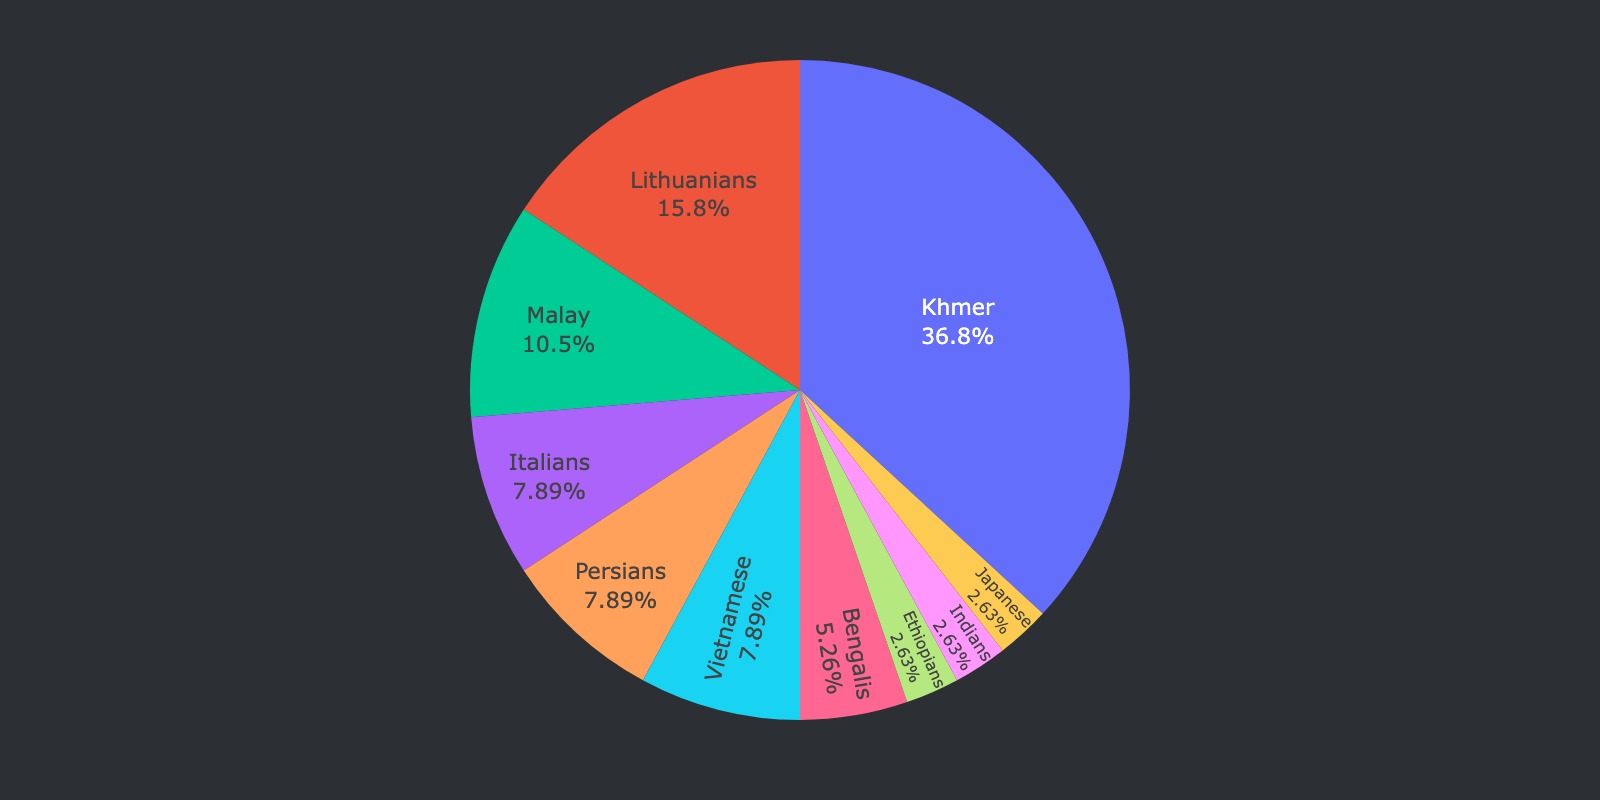 Lithuanians
15.8%
Khmer
36.8%
Malay
10.5%
Italians
7.89%
Persians
7.89%
Vietnamese
7.89%
Bengalis
5.26%
Ethiopians
2.63%
Indians
2.63%
Japanese
2.63%